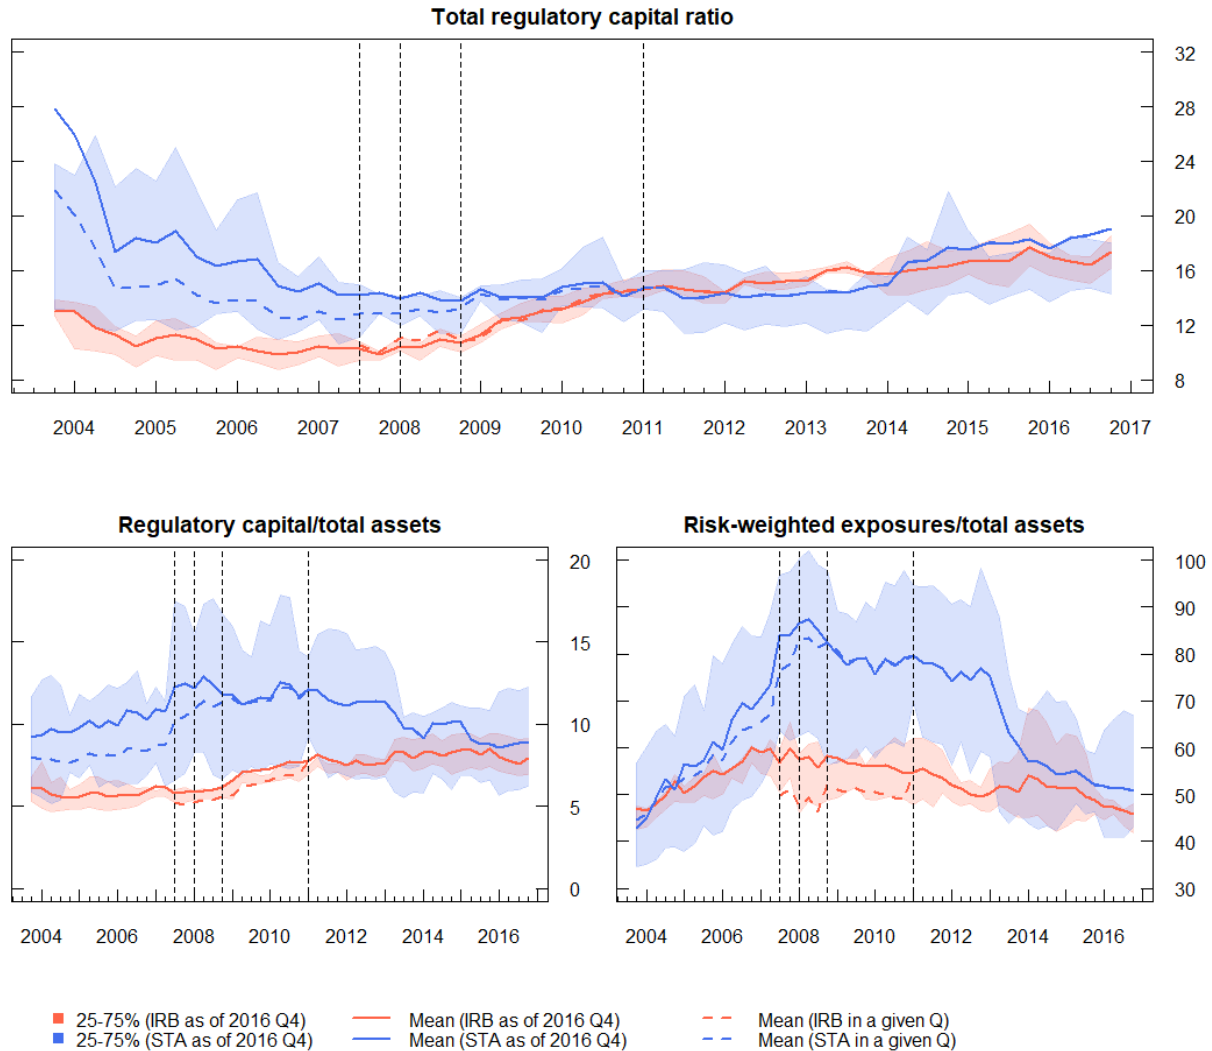 Total regulatory capital ratio
32
28
24
20
16
12
8
2004 2005 2006 2007 2008 2009 2010 2011 2012 2013 2014 2015 2016 2017
Regulatory capital/total assets
20
15
10
5
0
2004 2006 2008 2010 2012 2014 2016
Risk-weighted exposures/total assets
100
90
80
70
60
50
40
30
2004 2006 2008 2010 2012 2014 2016
25-75% (IRB as of 2016 Q4) Mean (IRB as of 2016 Q4) Mean (IRB in a given Q)
25-75% (STA as of 2016 Q4) Mean (STA as of 2016 Q4) Mean (STA in a given Q)